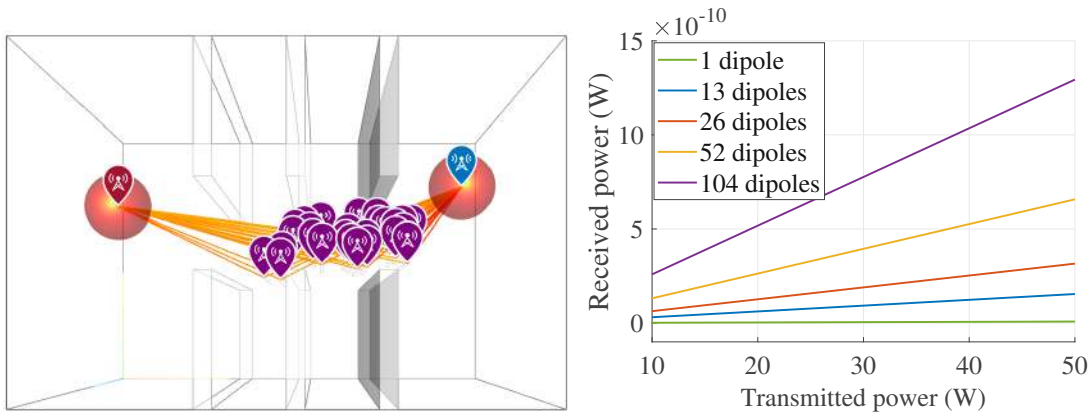 ×10⁻¹⁰
15
10
5
0
Received power (W)
1 dipole
13 dipoles
26 dipoles
52 dipoles
104 dipoles
10 20 30 40 50
Transmitted power (W)